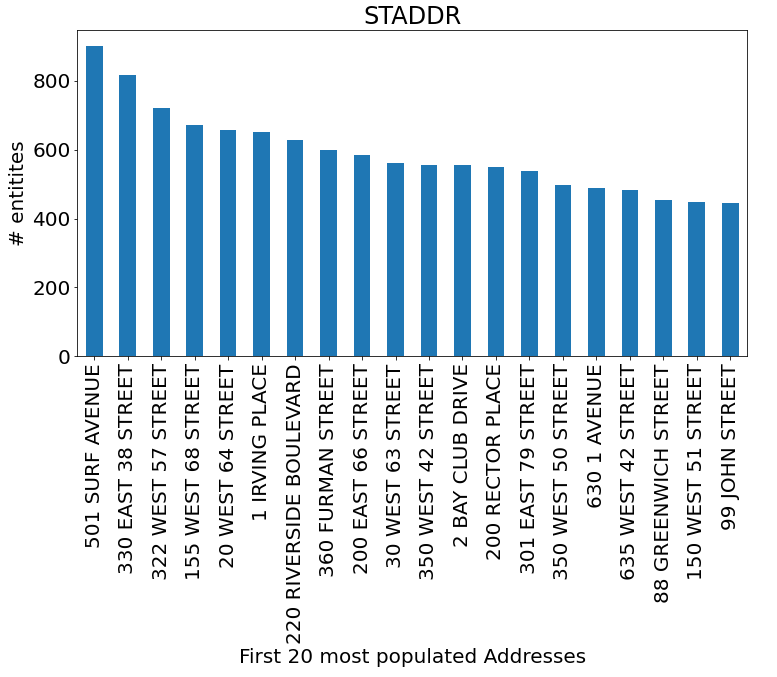 STADDR
# entitites
800
600
400
200
0
501 SURF AVENUE
330 EAST 38 STREET
322 WEST 57 STREET
155 WEST 68 STREET
20 WEST 64 STREET
1 IRVING PLACE
220 RIVERSIDE BOULEVARD
360 FURMAN STREET
200 EAST 66 STREET
30 WEST 63 STREET
350 WEST 42 STREET
2 BAY CLUB DRIVE
200 RECTOR PLACE
301 EAST 79 STREET
350 WEST 50 STREET
630 1 AVENUE
635 WEST 42 STREET
88 GREENWICH STREET
150 WEST 51 STREET
99 JOHN STREET
First 20 most populated Addresses